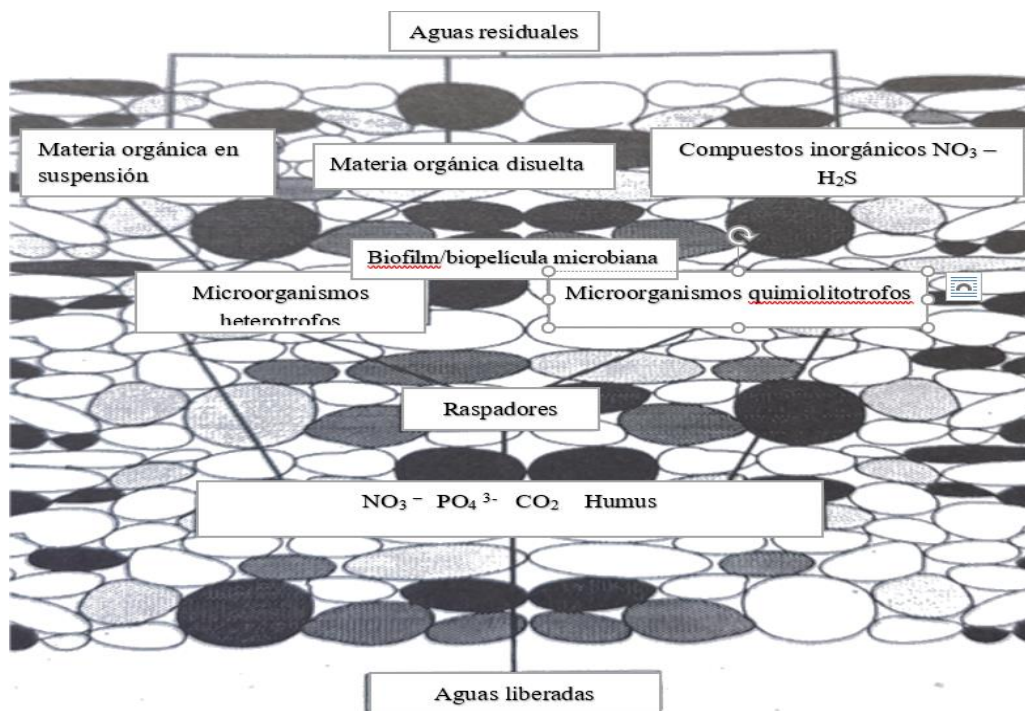 Aguas residuales
Materia orgánica en
suspensión
Materia orgánica disuelta
Compuestos inorgánicos NO₃ –
H₂S
Biofilm/biopelícula microbiana
Microorganismos
heterotrofos
Microorganismos quimiolitotrofos
Raspadores
NO₃ ⁻ PO₄ ³⁻ CO₂ Humus
Aguas liberadas